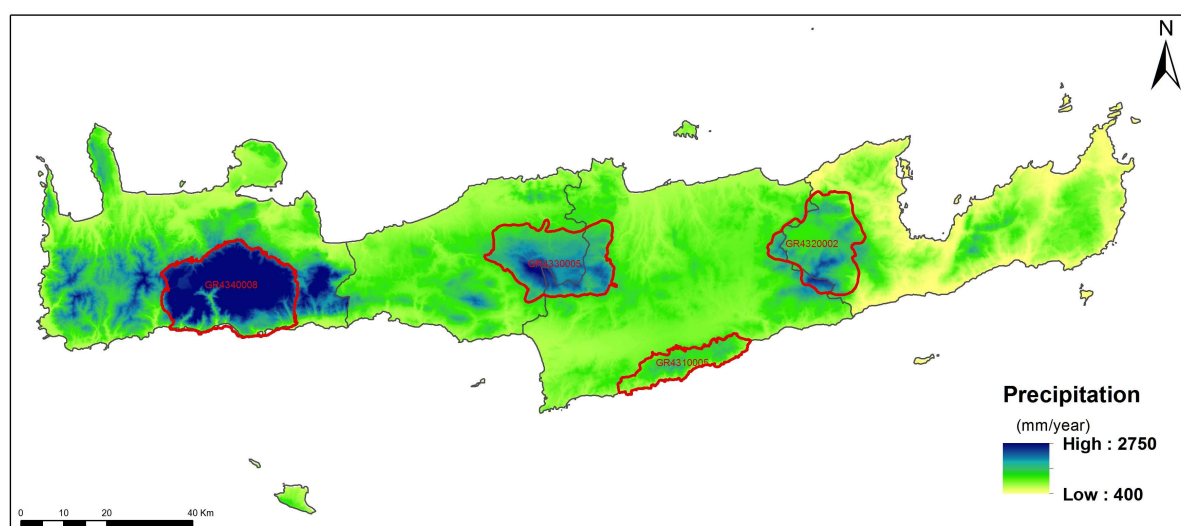 N
GR4320002
GR4330005
GR4340008
GR4310005
Precipitation
(mm/year)
High : 2750
Low : 400
0 10 20 40 Km